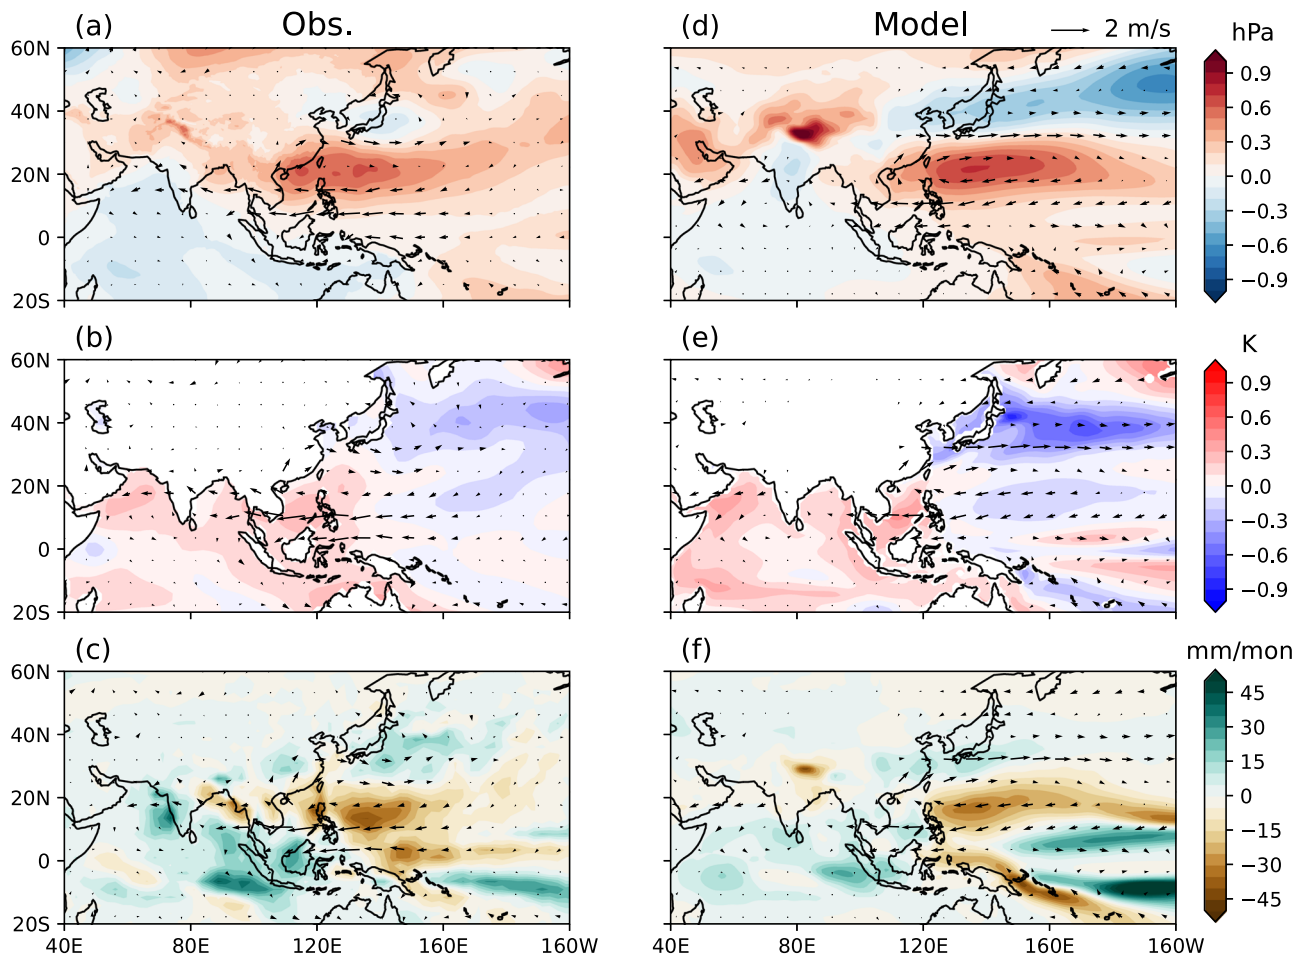 Obs.
Model
(a)
(d)
2 m/s
hPa
60N
40N
20N
0
20S
0.9
0.6
0.3
0.0
−0.3
−0.6
−0.9
(b)
(e)
K
60N
40N
20N
0
20S
0.9
0.6
0.3
0.0
−0.3
−0.6
−0.9
(c)
(f)
mm/mon
60N
40N
20N
0
20S
45
30
15
0
−15
−30
−45
40E 80E 120E 160E 160W
40E 80E 120E 160E 160W